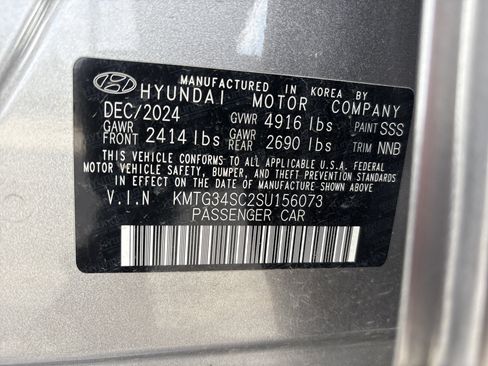 MANUFACTURED IN KOREA BY
HYUNDAI MOTOR COMPANY
DEC/2024 GVWR 4916 lbs PAINT SSS
GAWR FRONT 2414 lbs GAWR REAR 2690 lbs TRIM NNB
THIS VEHICLE CONFORMS TO ALL APPLICABLE U.S.A. FEDERAL
MOTOR VEHICLE SAFETY, BUMPER, AND THEFT PREVENTION STANDARDS
IN EFFECT ON THE DATE OF MANUFACTURE SHOWN ABOVE.
V.I.N KMTG34SC2SU156073
PASSENGER CAR